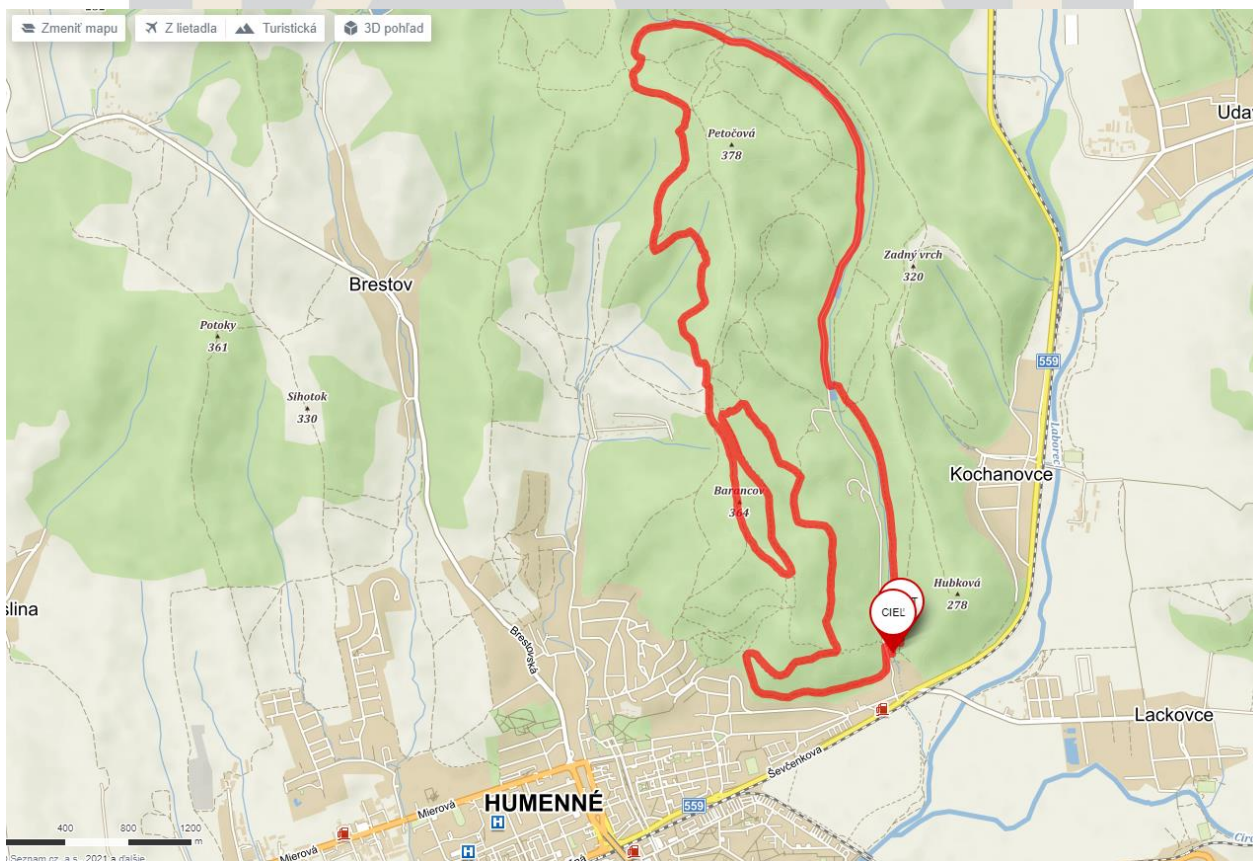 Zmeniť mapu
Z lietadla
Turistická
3D pohľad
Petočová
378
Zadný vrch
320
Brestov
Potoky
361
Sihotok
330
559
Laborec
Kochanovce
Barancov
364
Hubková
278
CIEĽ
T
Brestovská
Lackovce
Ševčenkova
HUMENNÉ
H
559
Mierová
Mierová
H
400
800
1200
m
Seznam.cz, a.s., 2021 a ďalšie